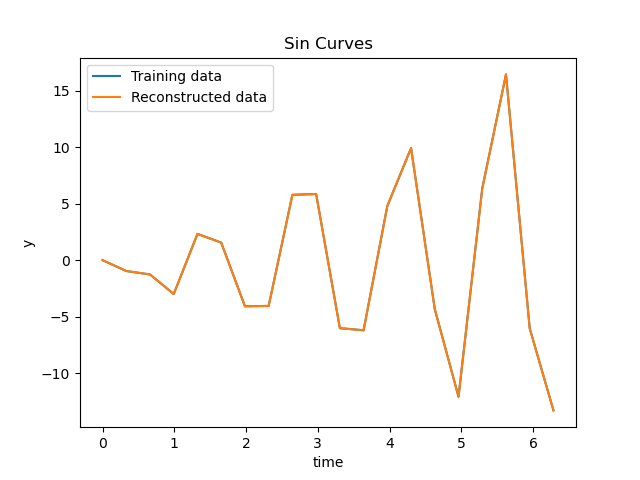 Sin Curves
Training data
Reconstructed data
15
10
5
0
−5
−10
y
0 1 2 3 4 5 6
time